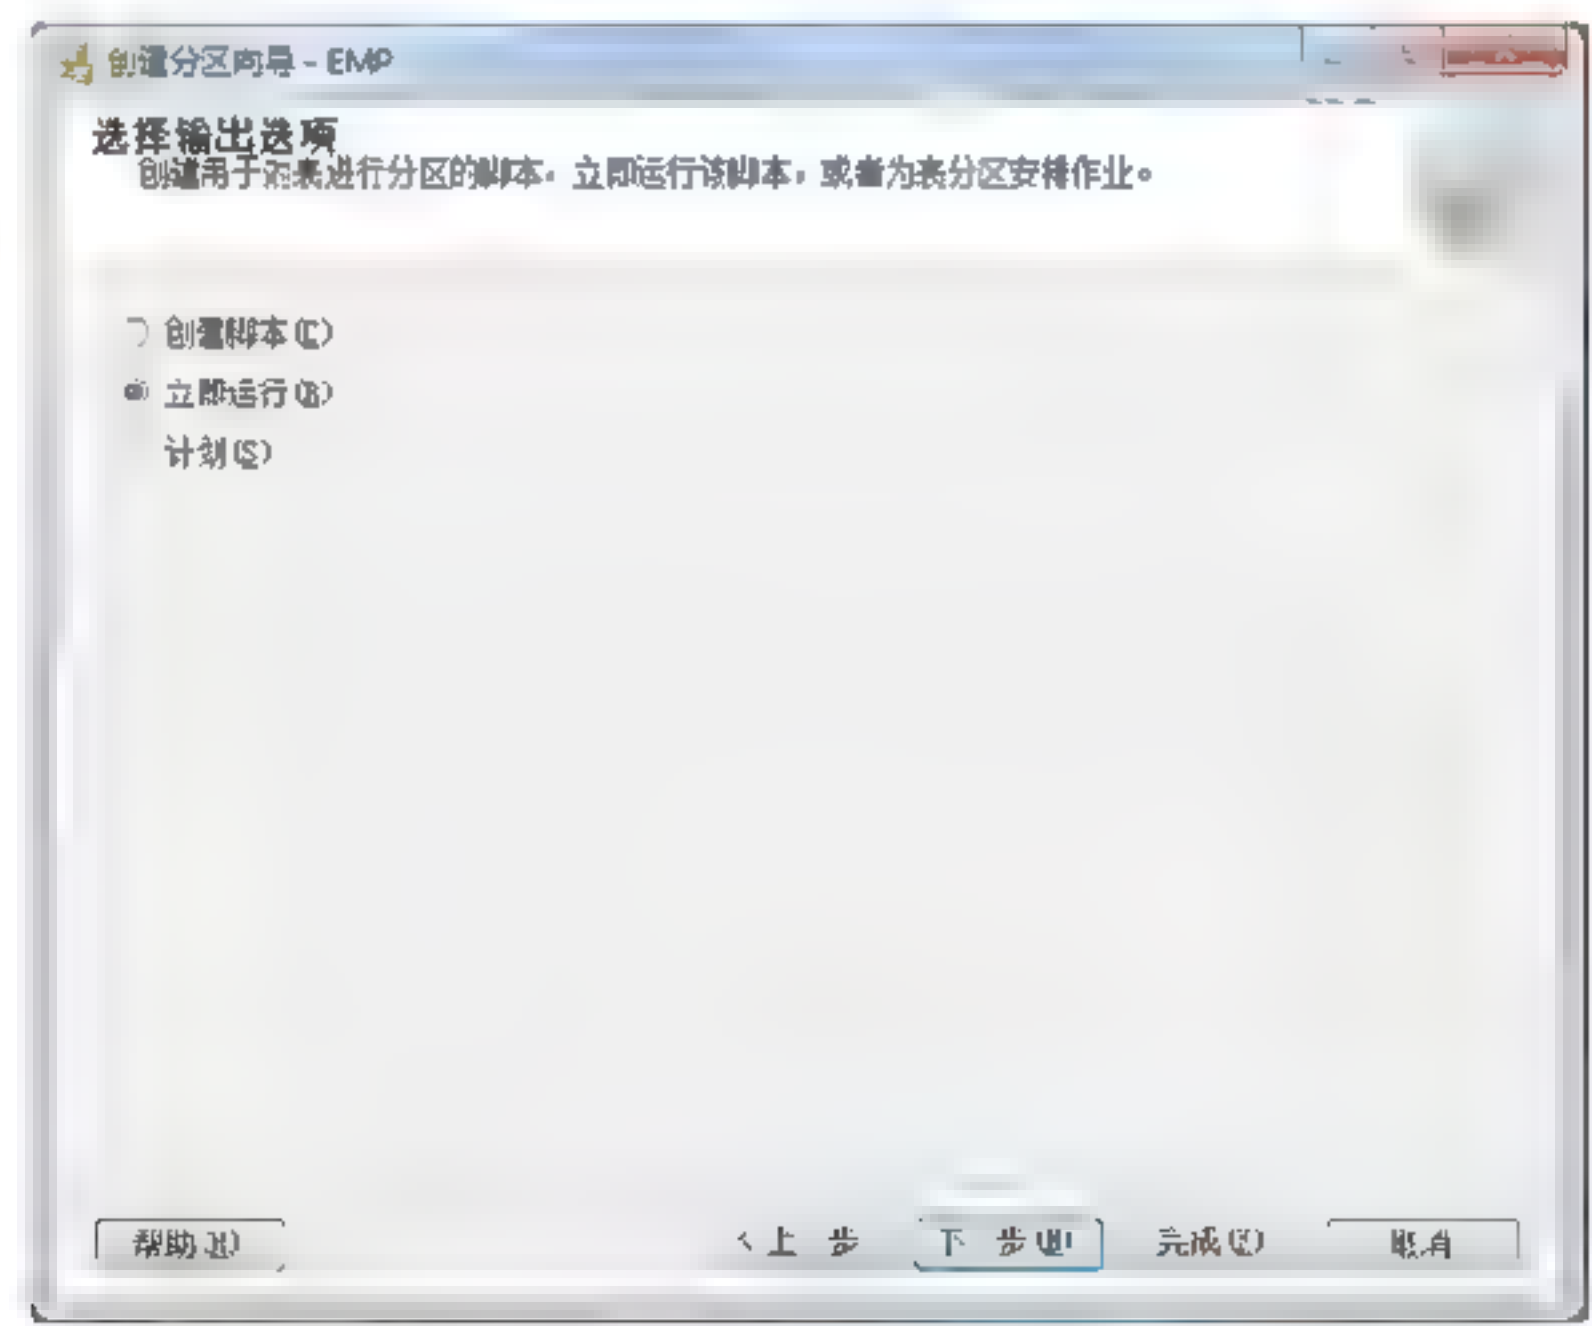 创建分区向导 - EMP
选择输出选项
创建用于对表进行分区的脚本，立即运行该脚本，或者为表分区安排作业。
创建脚本(C)
立即运行(R)
计划(S)
帮助(H) < 上一步 下一步(N) 完成(F) 取消